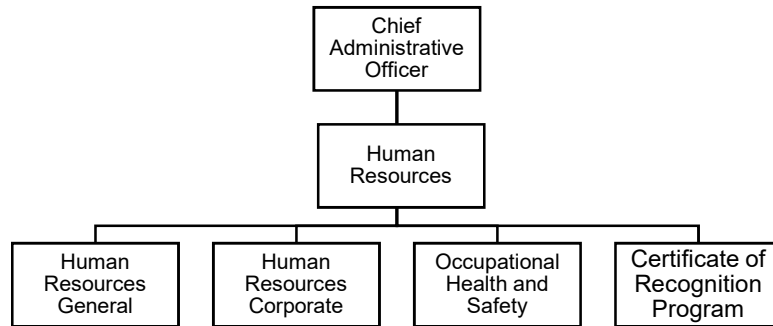 Chief
Administrative
Officer
Human
Resources
Human
Resources
General
Human
Resources
Corporate
Occupational
Health and
Safety
Certificate of
Recognition
Program